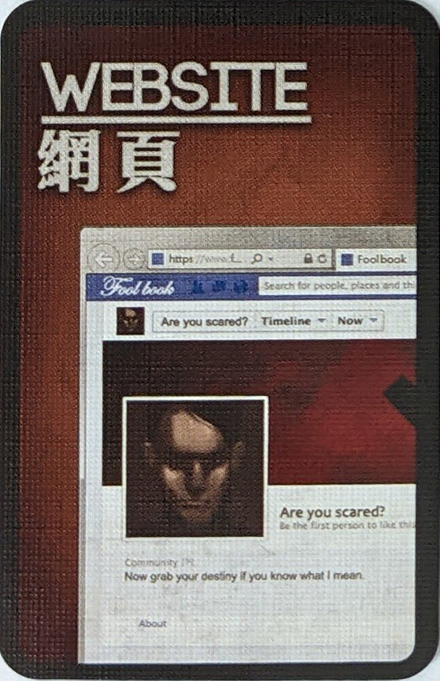 WEBSITE
網頁
https://www.f...
Foolbook
Fool book
Search for people, places and thi
Are you scared? Timeline Now
Are you scared?
Be the first person to like this
Community
Now grab your destiny if you know what I mean.
About